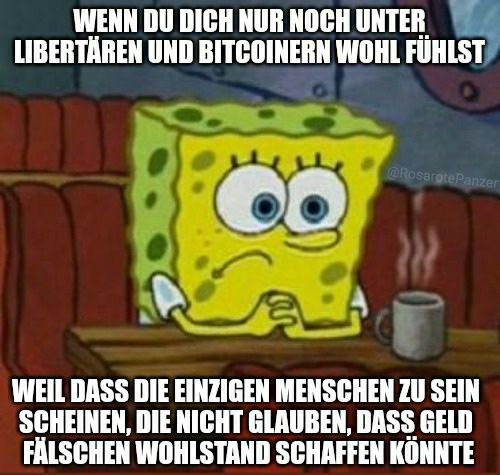 WENN DU DICH NUR NOCH UNTER
LIBERTÄREN UND BITCOINERN WOHL FÜHLST
@RosarotePanzer
WEIL DASS DIE EINZIGEN MENSCHEN ZU SEIN
SCHEINEN, DIE NICHT GLAUBEN, DASS GELD
FÄLSCHEN WOHLSTAND SCHAFFEN KÖNNTE